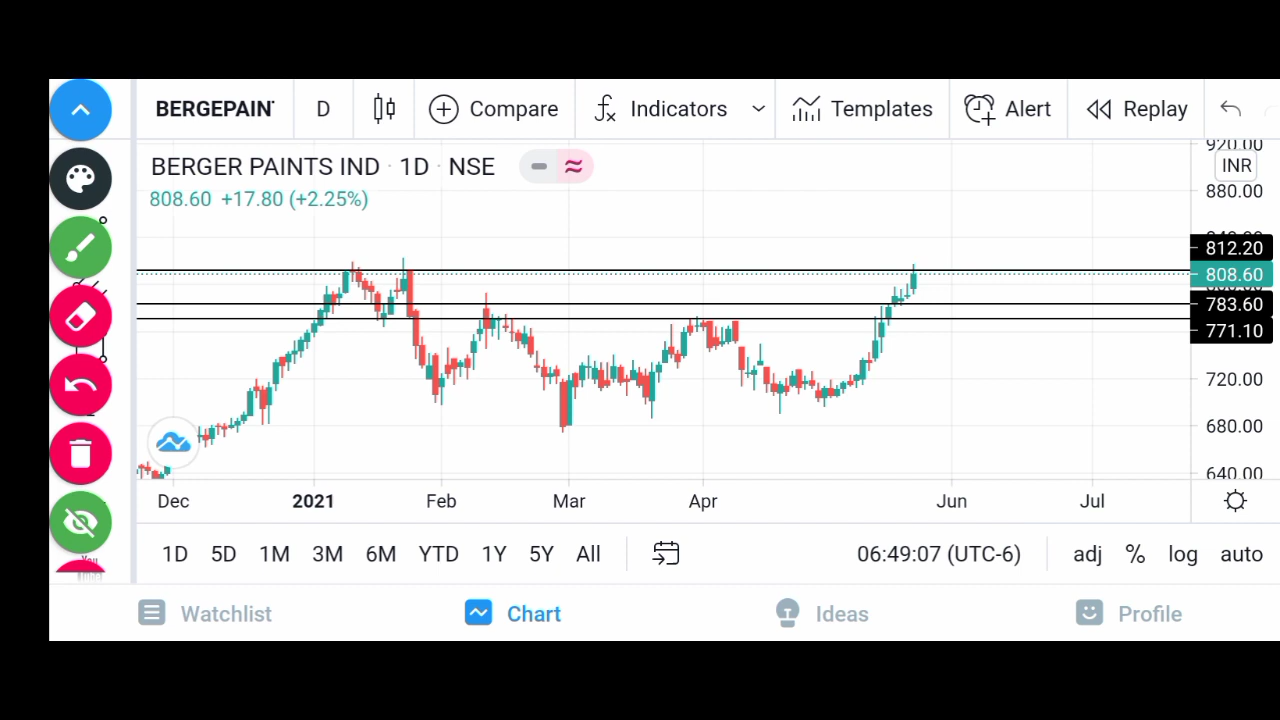 BERGEPAIN
D
Compare
Indicators
Templates
Alert
Replay
BERGER PAINTS IND · 1D · NSE
808.60 +17.80 (+2.25%)
920.00
INR
880.00
812.20
808.60
783.60
771.10
720.00
680.00
640.00
Dec 2021 Feb Mar Apr Jun Jul
1D 5D 1M 3M 6M YTD 1Y 5Y All
06:49:07 (UTC-6)
adj % log auto
Watchlist Chart Ideas Profile